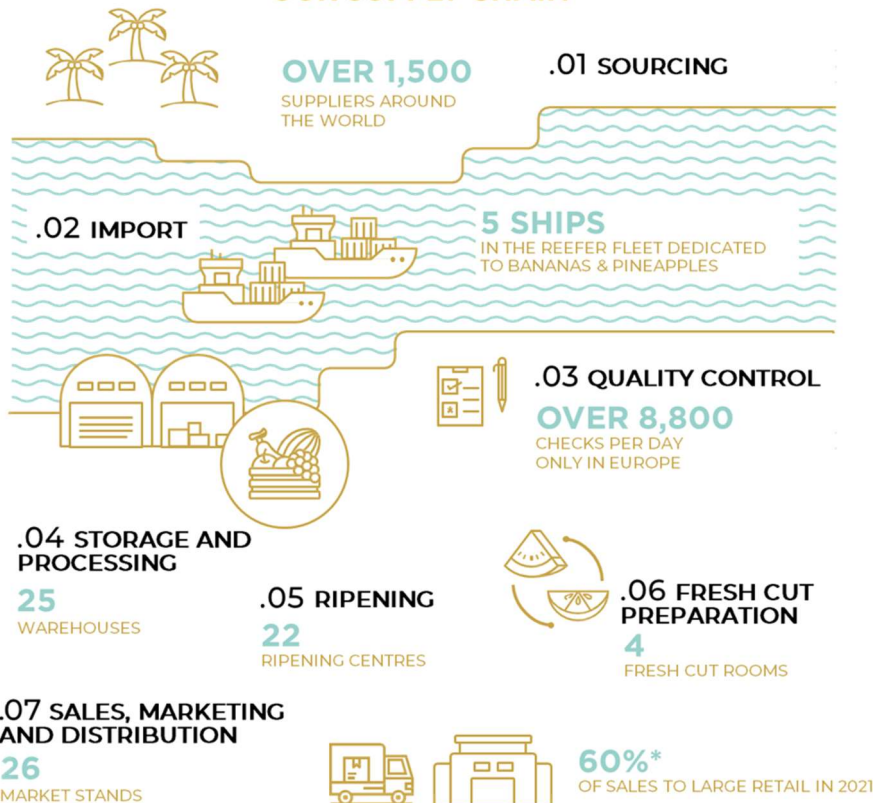 OVER 1,500
SUPPLIERS AROUND
THE WORLD
.01 SOURCING
.02 IMPORT
5 SHIPS
IN THE REEFER FLEET DEDICATED
TO BANANAS & PINEAPPLES
.03 QUALITY CONTROL
OVER 8,800
CHECKS PER DAY
ONLY IN EUROPE
.04 STORAGE AND
PROCESSING
25
WAREHOUSES
.05 RIPENING
22
RIPENING CENTRES
.06 FRESH CUT
PREPARATION
4
FRESH CUT ROOMS
.07 SALES, MARKETING
AND DISTRIBUTION
26
MARKET STANDS
60%*
OF SALES TO LARGE RETAIL IN 2021